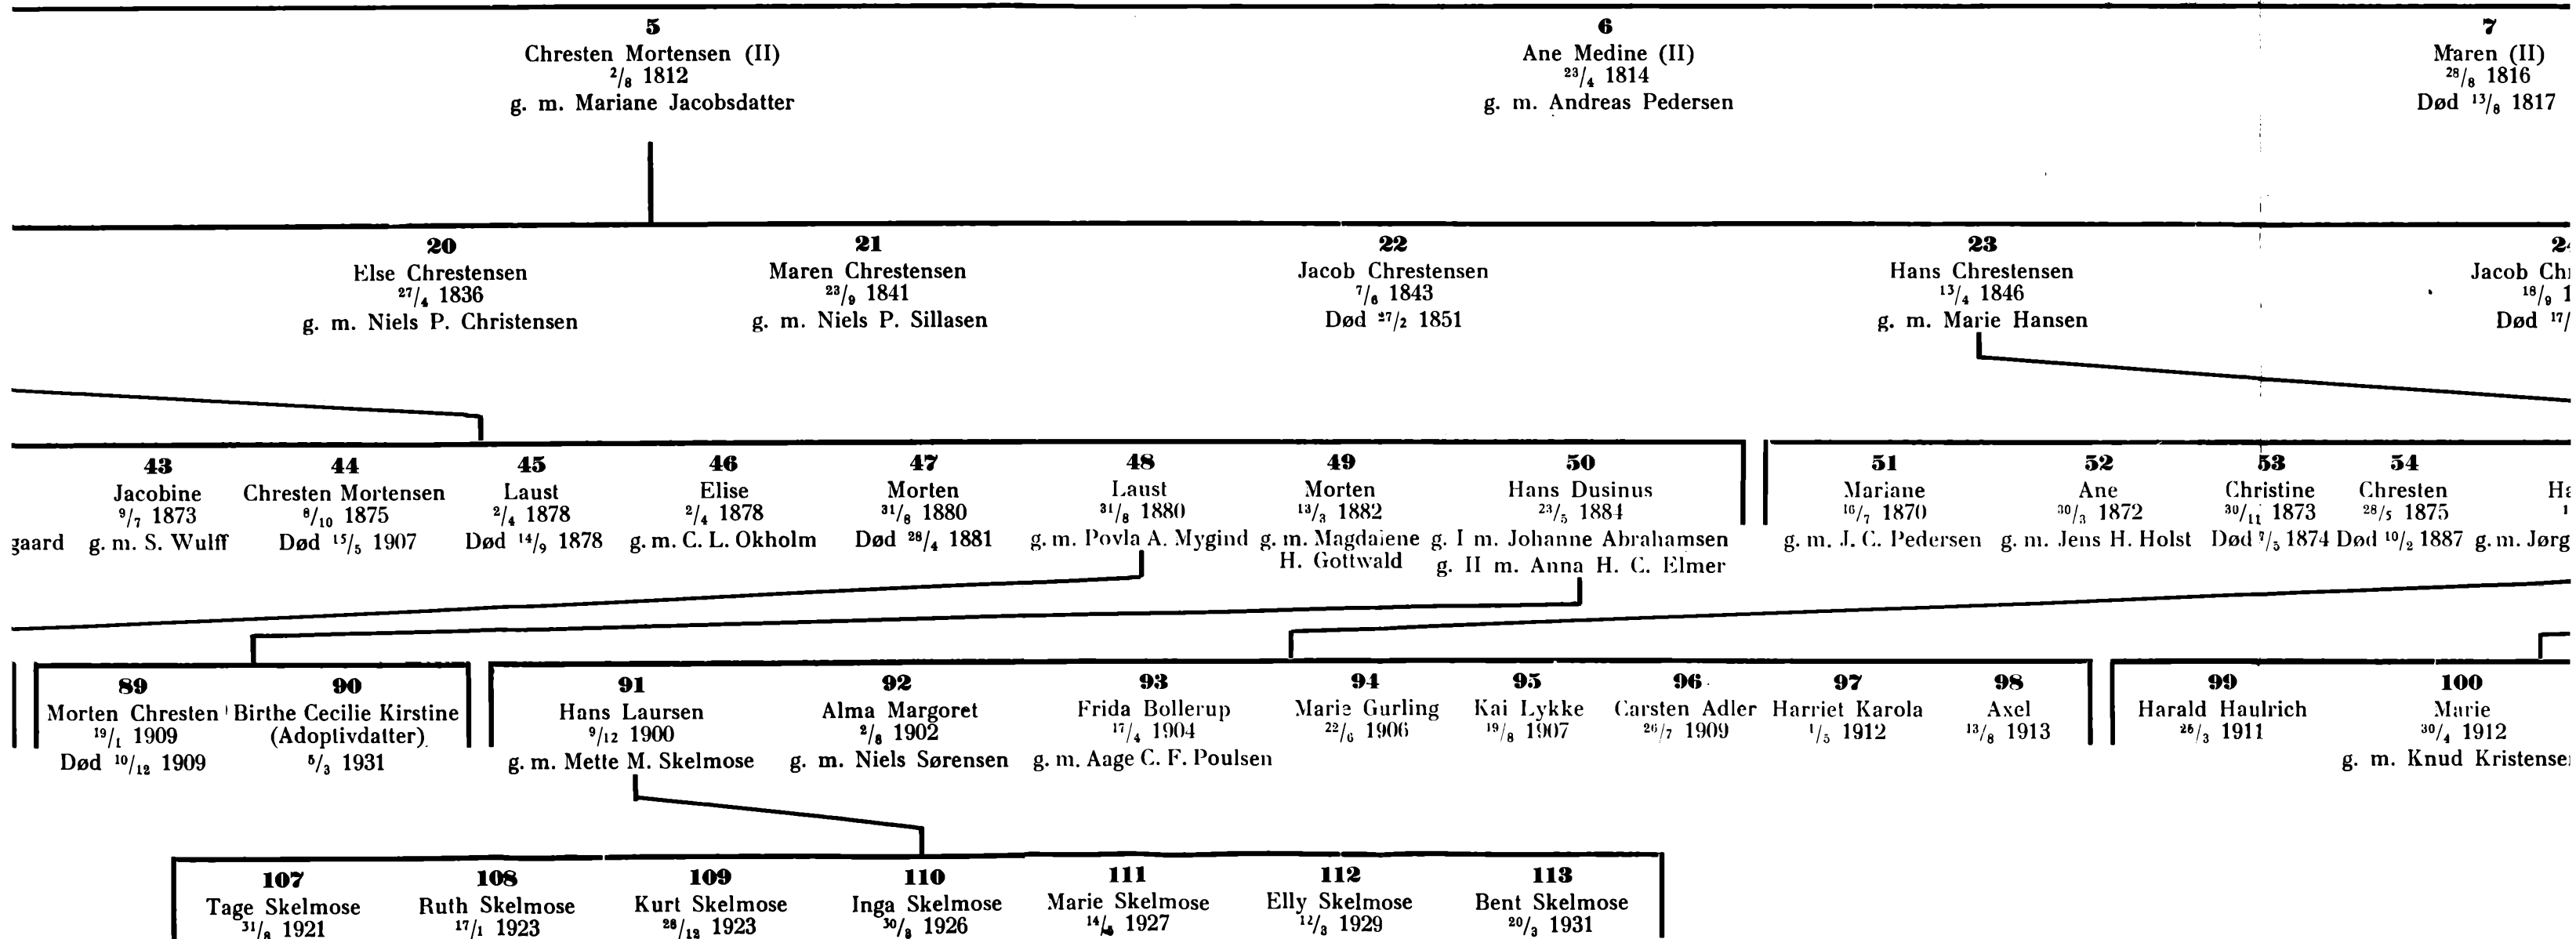 5
Chresten Mortensen (II)
2/8 1812
g. m. Mariane Jacobsdatter
6
Ane Medine (II)
23/4 1814
g. m. Andreas Pedersen
7
Maren (II)
28/8 1816
Død 13/8 1817
20
Else Chrestensen
27/4 1836
g. m. Niels P. Christensen
21
Maren Chrestensen
23/9 1841
g. m. Niels P. Sillasen
22
Jacob Chrestensen
7/6 1843
Død 27/2 1851
23
Hans Chrestensen
13/4 1846
g. m. Marie Hansen
Jacob
18/9
Død 17/
gaard
43
Jacobine
9/7 1873
g. m. S. Wulff
44
Chresten Mortensen
8/10 1875
Død 15/5 1907
45
Laust
2/4 1878
Død 14/9 1878
46
Elise
2/4 1878
g. m. C. L. Okholm
47
Morten
31/8 1880
Død 28/4 1881
48
Laust
31/8 1880
g. m. Povla A. Mygind
49
Morten
13/3 1882
g. m. Magdalene
H. Gottwald
50
Hans Dusinus
23/5 1884
g. I m. Johanne Abrahamsen
g. II m. Anna H. C. Elmer
51
Mariane
16/7 1870
g. m. J. C. Pedersen
52
Ane
30/3 1872
g. m. Jens H. Holst
53
Christine
30/11 1873
Død 7/5 1874
54
Chresten
28/5 1875
Død 10/2 1887
g. m. Jørg
89
Morten Chresten
19/1 1909
Død 10/12 1909
90
Birthe Cecilie Kirstine
(Adoptivdatter)
5/3 1931
91
Hans Laursen
9/12 1900
g. m. Mette M. Skelmose
92
Alma Margoret
2/8 1902
g. m. Niels Sørensen
93
Frida Bollerup
17/4 1904
g. m. Aage C. F. Poulsen
94
Marie Gurling
22/6 1906
95
Kai Lykke
19/8 1907
96
Carsten Adler
26/7 1909
97
Harriet Karola
1/5 1912
98
Axel
13/8 1913
99
Harald Haulrich
26/3 1911
100
Marie
30/4 1912
g. m. Knud Kristense
107
Tage Skelmose
31/8 1921
108
Ruth Skelmose
17/1 1923
109
Kurt Skelmose
28/12 1923
110
Inga Skelmose
30/8 1926
111
Marie Skelmose
1927
112
Elly Skelmose
12/3 1929
113
Bent Skelmose
20/3 1931